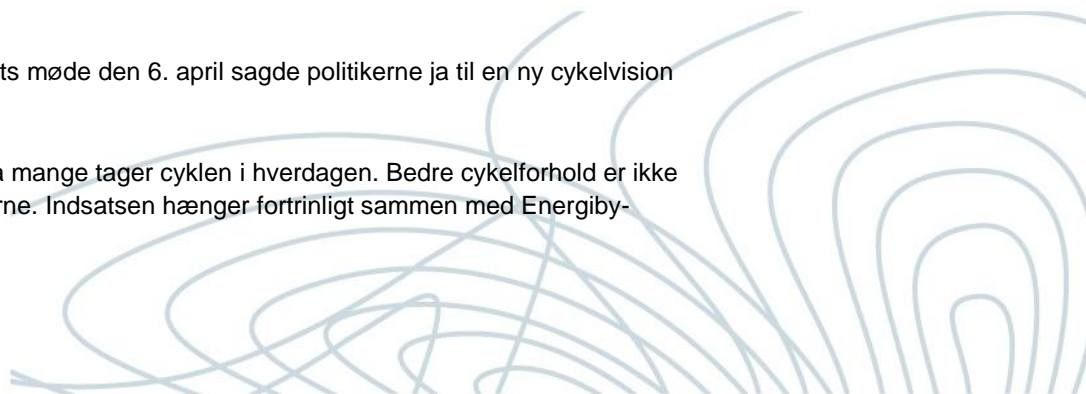 ts møde den 6. april sagde politikerne ja til en ny cykelvision
mange tager cyklen i hverdagen. Bedre cykelforhold er ikke
rne. Indsatsen hænger fortrinligt sammen med Energiby-